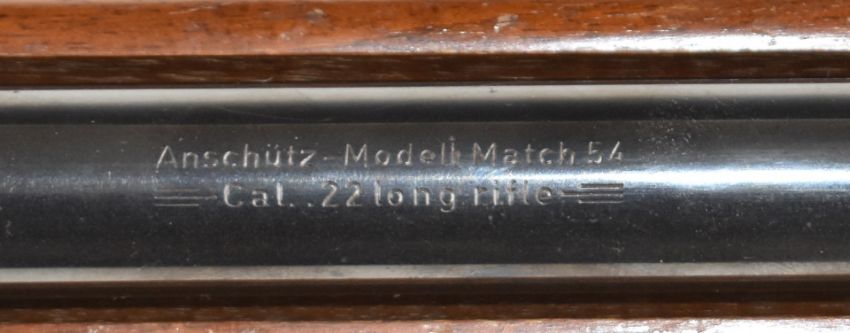 Anschütz-Modell Match 54
Cal. .22 long rifle